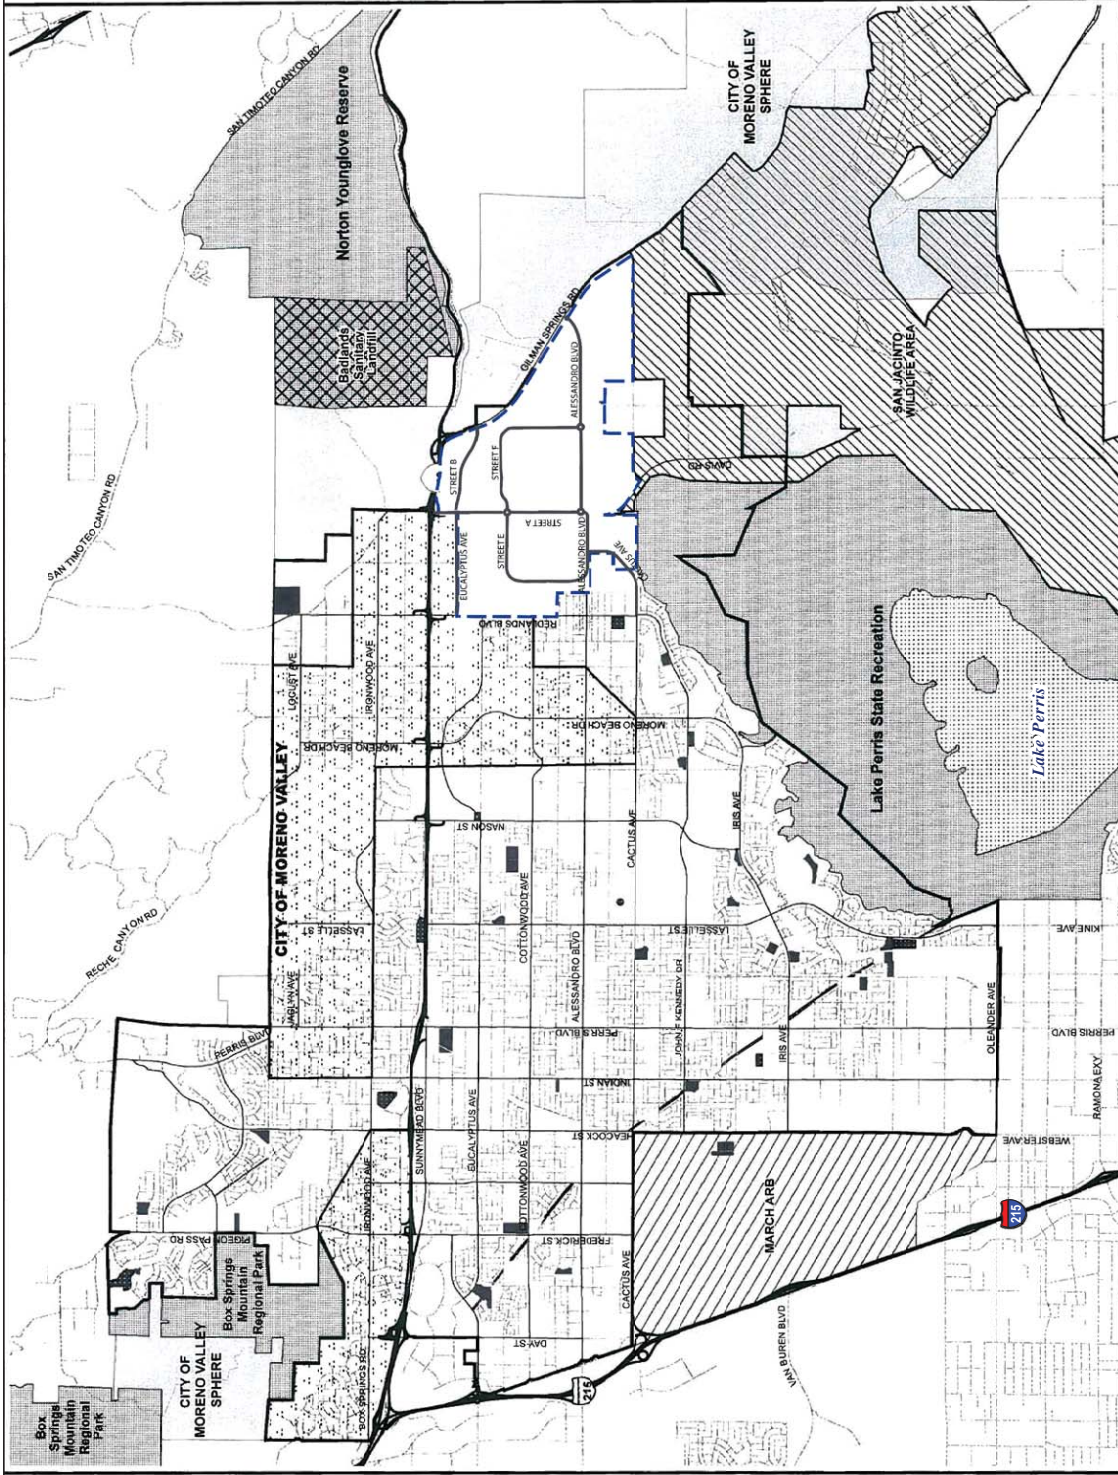 Box
Springs
Mountain
Regional
Park
CITY OF
MORENO VALLEY
SPHERE
Box Springs
Mountain
Regional Park
PIGEON PASS RD
PERRIS BLVD
RECHE CANYON RD
SAN TIMOTEO CANYON RD
SAN TIMOTEO CANYON RD
Norton Younglove Reserve
Badlands
Sanitary
Landfill
CITY OF MORENO VALLEY
JACLYN AVE
LASSELLE ST
LOCUST AVE
IRONWOOD AVE
MORENO BEACH DR
BOX SPRINGS RD
IRONWOOD AVE
SUNNYMEAD BLVD
EUCALYPTUS AVE
NASON ST
REDLANDS BLVD
EUCALYPTUS AVE
STREET B
STREET F
STREET E
STREET A
GILMAN SPRINGS RD
ALESSANDRO BLVD
ALESSANDRO BLVD
CACTUS AVE
DAVIS RD
CITY OF
MORENO VALLEY
SPHERE
DAY ST
FREDERICK ST
COTTONWOOD AVE
HEACOCK ST
INDIAN ST
PERRIS BLVD
COTTONWOOD AVE
ALESSANDRO BLVD
MORENO BEACH DR
215
CACTUS AVE
CACTUS AVE
JOHN F KENNEDY DR
LASSELLE ST
IRIS AVE
IRIS AVE
MARCH ARB
VAN BUREN BLVD
SAN JACINTO
WILDLIFE AREA
Lake Perris State Recreation
Lake Perris
OLEANDER AVE
215
WEBSTER AVE
RAMONA EXY
PERRIS BLVD
KINE AVE